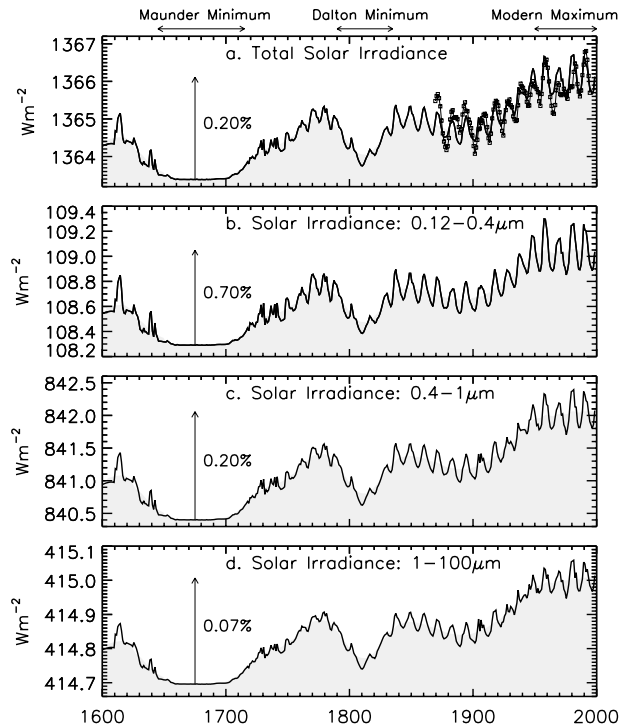 Maunder Minimum Dalton Minimum Modern Maximum
a. Total Solar Irradiance
1367
1366
1365
1364
Wm⁻²
0.20%
b. Solar Irradiance: 0.12–0.4μm
109.4
109.2
109.0
108.8
108.6
108.4
108.2
Wm⁻²
0.70%
c. Solar Irradiance: 0.4–1μm
842.5
842.0
841.5
841.0
840.5
Wm⁻²
0.20%
d. Solar Irradiance: 1–100μm
415.1
415.0
414.9
414.8
414.7
Wm⁻²
0.07%
1600 1700 1800 1900 2000